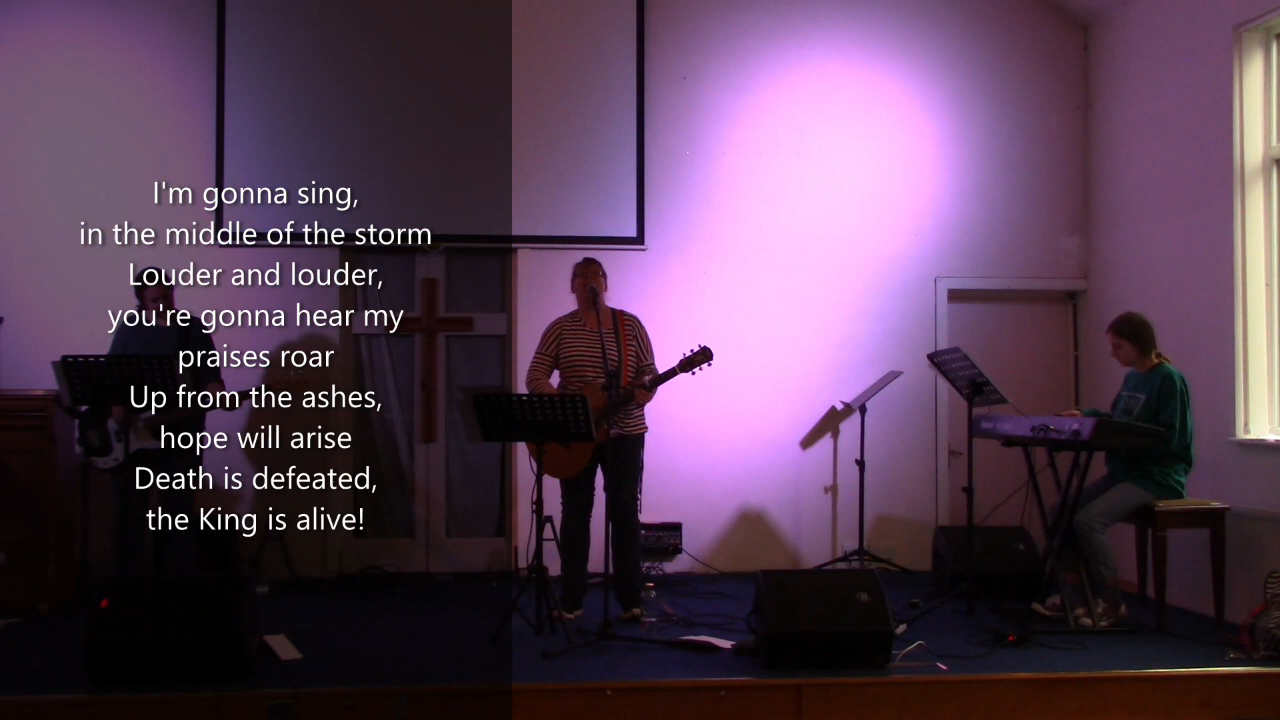 I'm gonna sing,
in the middle of the storm
Louder and louder,
you're gonna hear my
praises roar
Up from the ashes,
hope will arise
Death is defeated,
the King is alive!